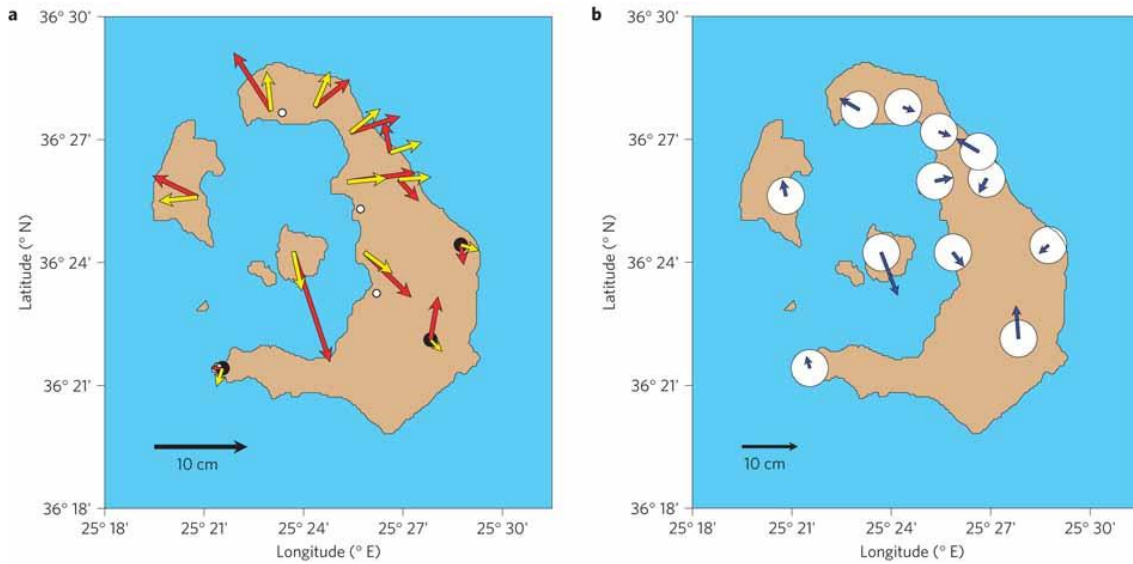 a
36° 30'
36° 27'
36° 24'
36° 21'
36° 18'
Latitude (° N)
10 cm
25° 18'
25° 21'
25° 24'
25° 27'
25° 30'
Longitude (° E)
b
36° 30'
36° 27'
36° 24'
36° 21'
36° 18'
Latitude (° N)
10 cm
25° 18'
25° 21'
25° 24'
25° 27'
25° 30'
Longitude (° E)